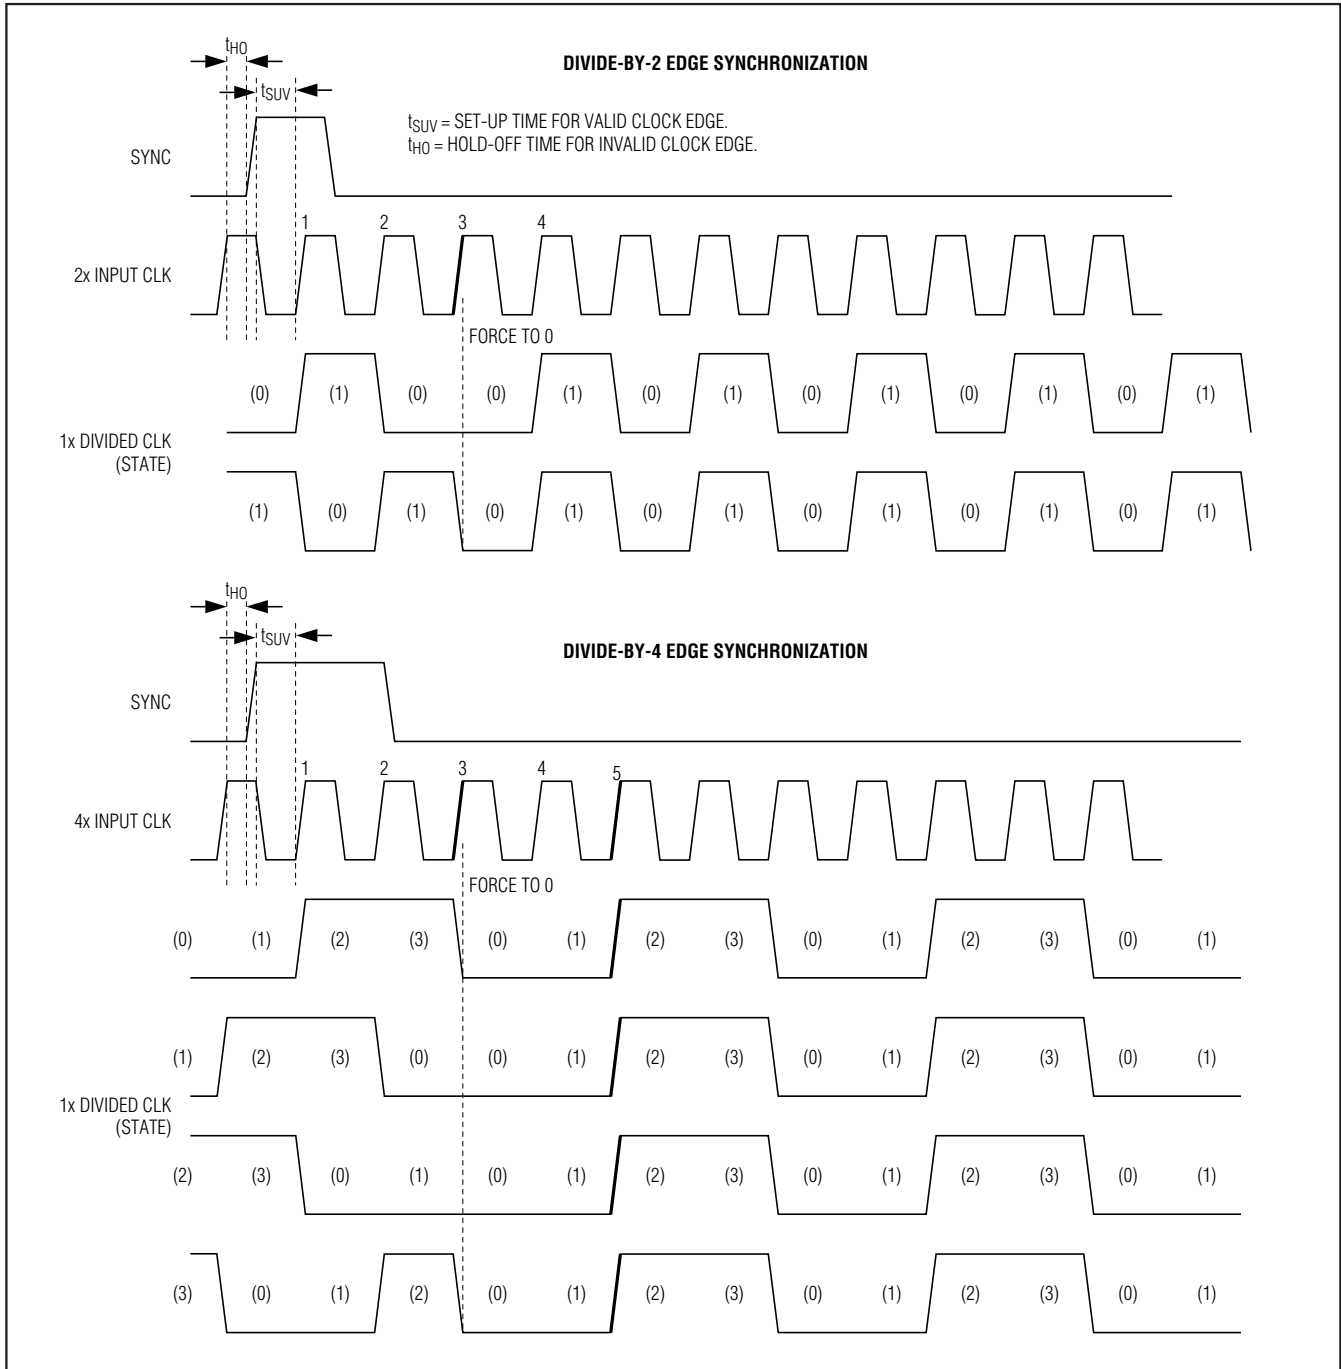 tHO
DIVIDE-BY-2 EDGE SYNCHRONIZATION
tSUV
tSUV = SET-UP TIME FOR VALID CLOCK EDGE.
tHO = HOLD-OFF TIME FOR INVALID CLOCK EDGE.
SYNC
1 2 3 4
2x INPUT CLK
FORCE TO 0
(0) (1) (0) (0) (1) (0) (1) (0) (1) (0) (1) (0) (1)
1x DIVIDED CLK
(STATE)
(1) (0) (1) (0) (1) (0) (1) (0) (1) (0) (1) (0) (1)
tHO
tSUV
DIVIDE-BY-4 EDGE SYNCHRONIZATION
SYNC
1 2 3 4 5
4x INPUT CLK
FORCE TO 0
(0) (1) (2) (3) (0) (1) (2) (3) (0) (1) (2) (3) (0) (1)
(1) (2) (3) (0) (0) (1) (2) (3) (0) (1) (2) (3) (0) (1)
1x DIVIDED CLK
(STATE)
(2) (3) (0) (1) (0) (1) (2) (3) (0) (1) (2) (3) (0) (1)
(3) (0) (1) (2) (0) (1) (2) (3) (0) (1) (2) (3) (0) (1)